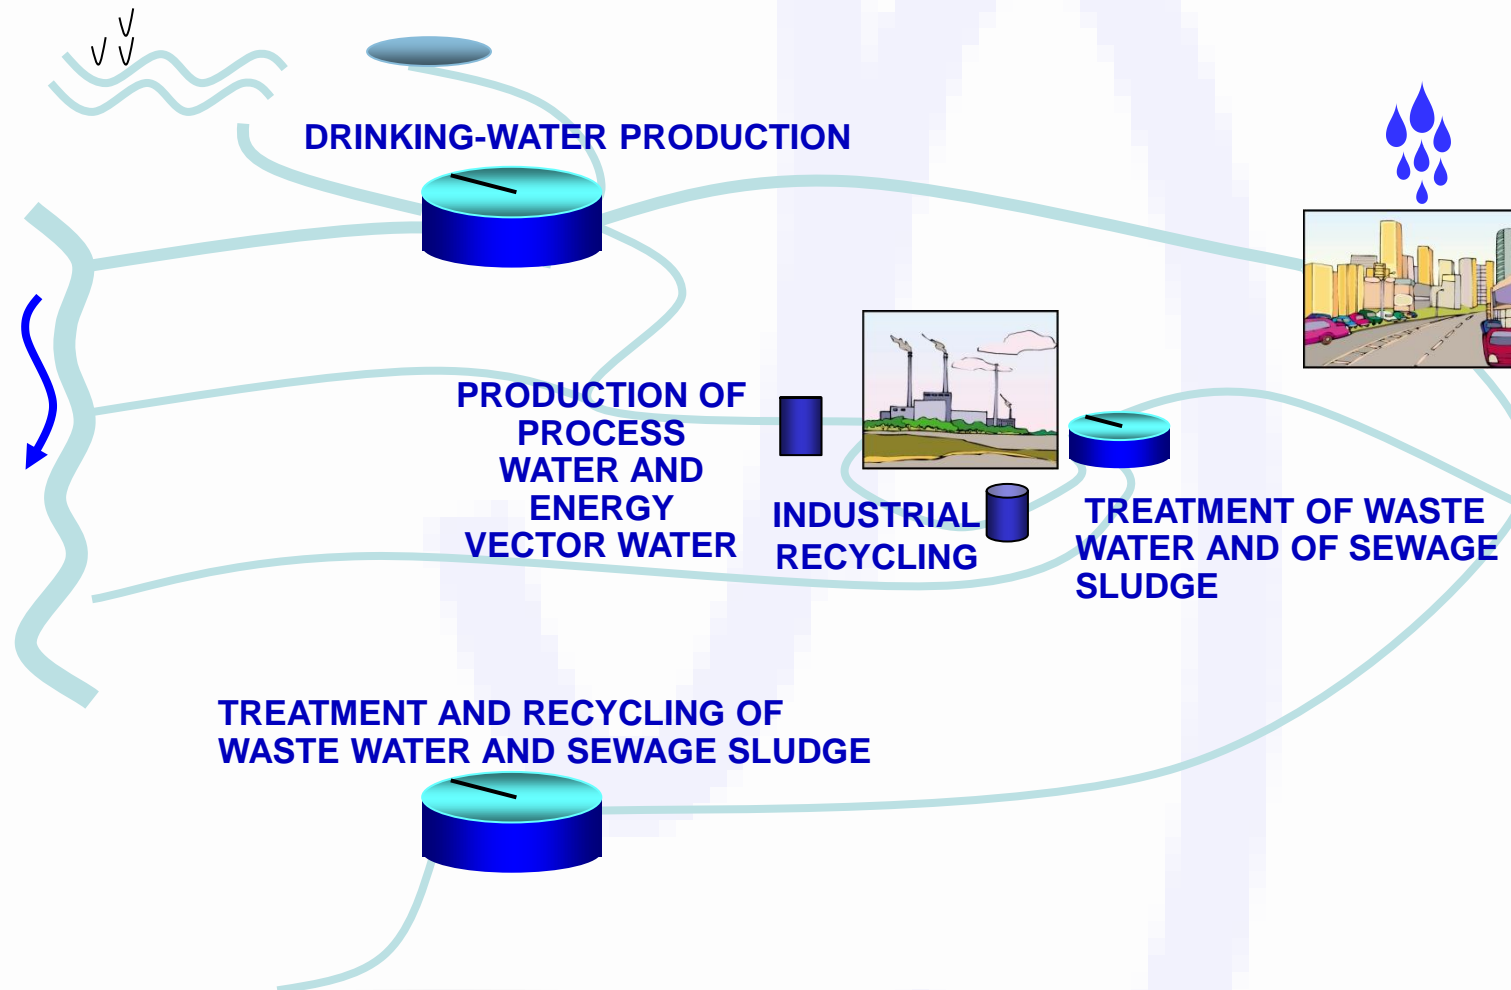 DRINKING-WATER PRODUCTION
PRODUCTION OF
PROCESS
WATER AND
ENERGY
VECTOR WATER
INDUSTRIAL
RECYCLING
TREATMENT OF WASTE
WATER AND OF SEWAGE
SLUDGE
TREATMENT AND RECYCLING OF
WASTE WATER AND SEWAGE SLUDGE